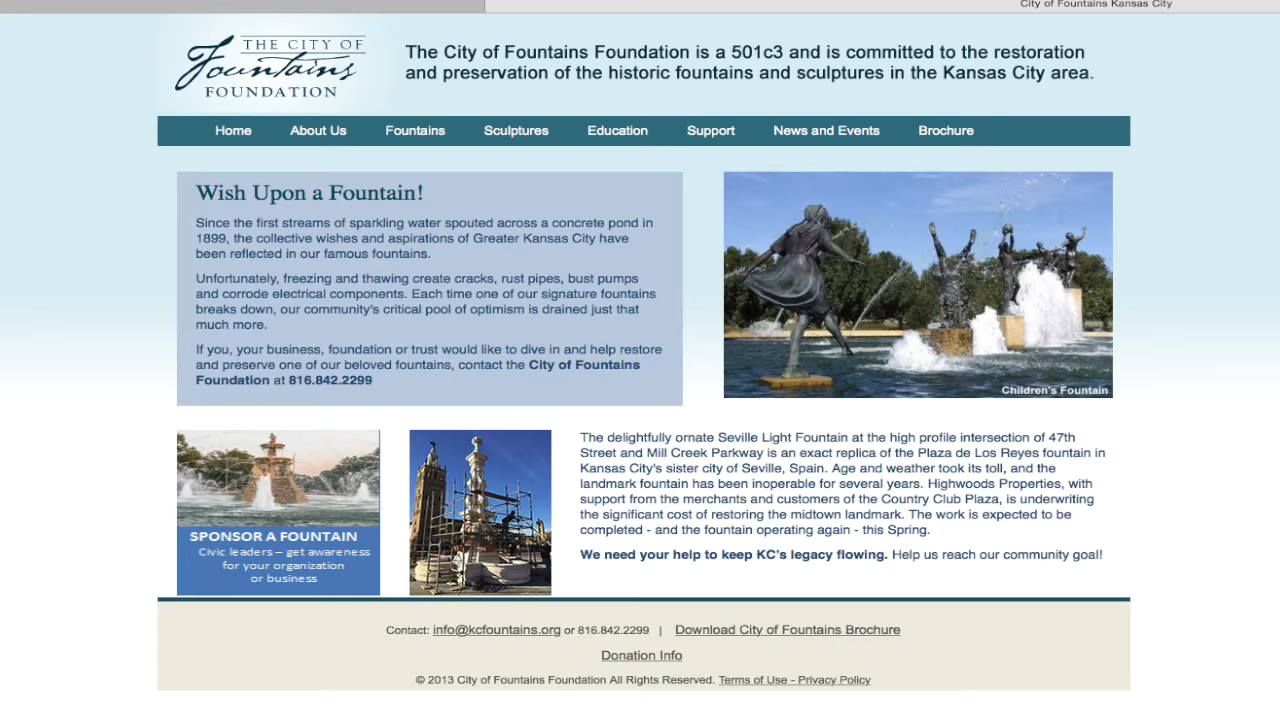 City of Fountains Kansas City
THE CITY OF
Fountains
FOUNDATION
The City of Fountains Foundation is a 501c3 and is committed to the restoration
and preservation of the historic fountains and sculptures in the Kansas City area.
Home About Us Fountains Sculptures Education Support News and Events Brochure
Wish Upon a Fountain!
Since the first streams of sparkling water spouted across a concrete pond in
1899, the collective wishes and aspirations of Greater Kansas City have
been reflected in our famous fountains.
Unfortunately, freezing and thawing create cracks, rust pipes, bust pumps
and corrode electrical components. Each time one of our signature fountains
breaks down, our community's critical pool of optimism is drained just that
much more.
If you, your business, foundation or trust would like to dive in and help restore
and preserve one of our beloved fountains, contact the City of Fountains
Foundation at 816.842.2299
Children's Fountain
SPONSOR A FOUNTAIN
Civic leaders – get awareness
for your organization
or business
The delightfully ornate Seville Light Fountain at the high profile intersection of 47th
Street and Mill Creek Parkway is an exact replica of the Plaza de Los Reyes fountain in
Kansas City's sister city of Seville, Spain. Age and weather took its toll, and the
landmark fountain has been inoperable for several years. Highwoods Properties, with
support from the merchants and customers of the Country Club Plaza, is underwriting
the significant cost of restoring the midtown landmark. The work is expected to be
completed - and the fountain operating again - this Spring.
We need your help to keep KC's legacy flowing. Help us reach our community goal!
Contact: info@kcfountains.org or 816.842.2299 | Download City of Fountains Brochure
Donation Info
© 2013 City of Fountains Foundation All Rights Reserved. Terms of Use - Privacy Policy